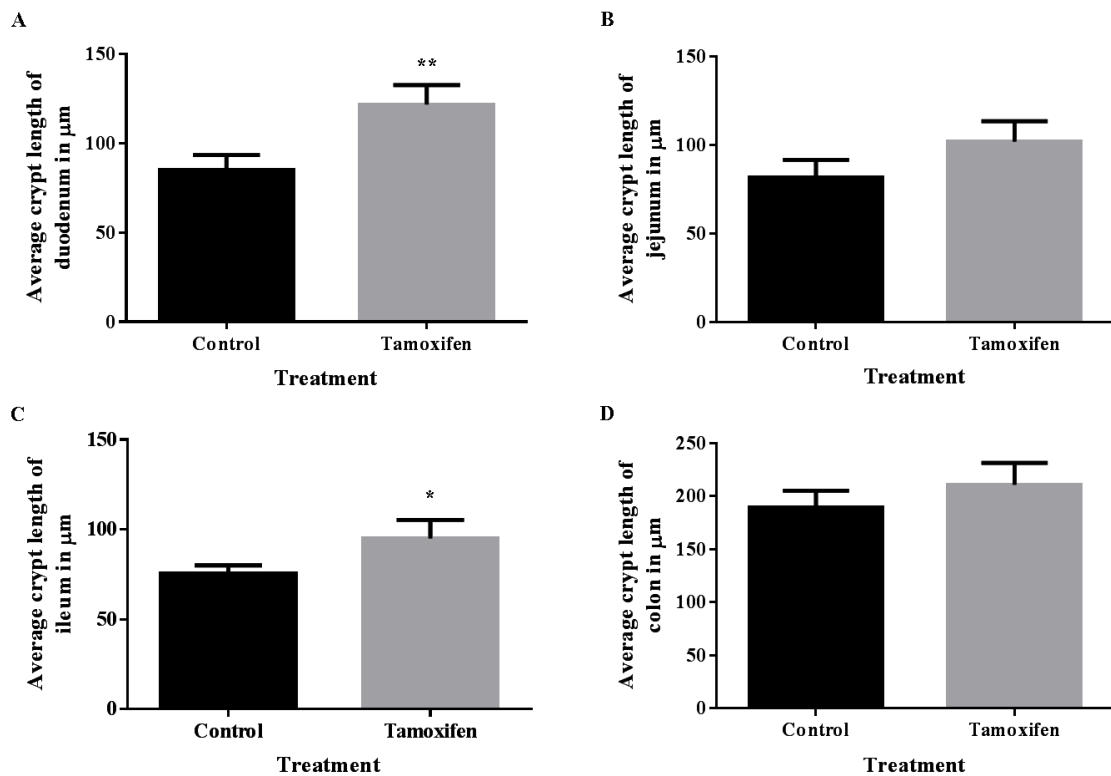 A
Average crypt length of
duodenum in μm
150
100
50
0
**
Control
Tamoxifen
Treatment
B
Average crypt length of
jejunum in μm
150
100
50
0
Control
Tamoxifen
Treatment
C
Average crypt length of
ileum in μm
150
100
50
0
*
Control
Tamoxifen
Treatment
D
Average crypt length of
colon in μm
250
200
150
100
50
0
Control
Tamoxifen
Treatment